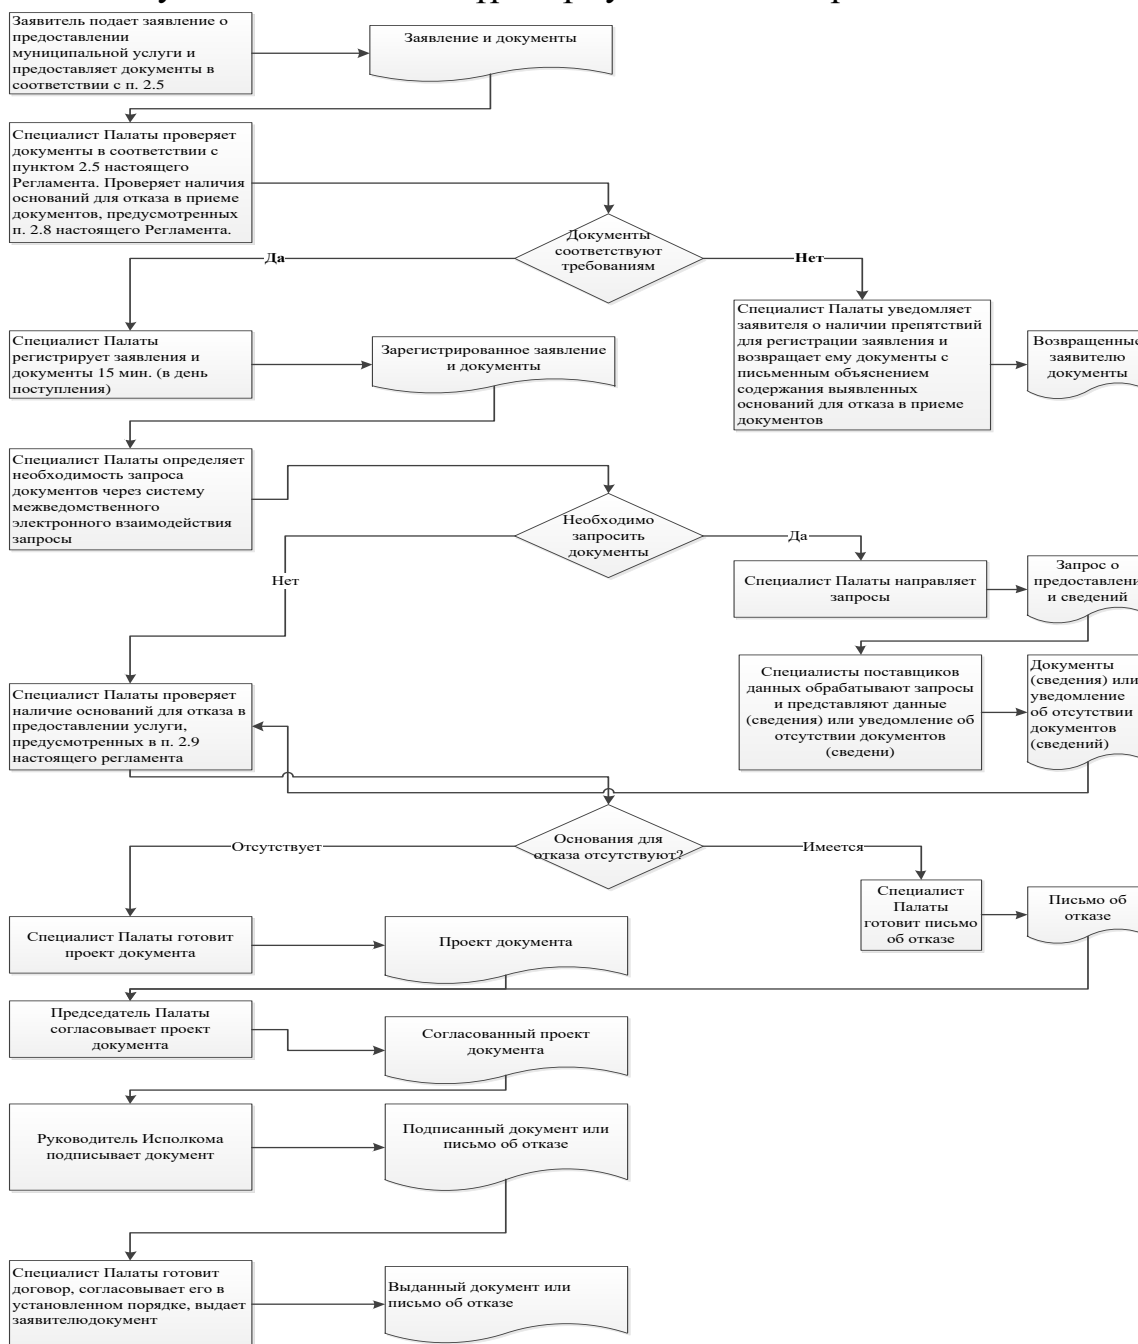 Заявитель подает заявление о
предоставлении
муниципальной услуги и
предоставляет документы в
соответствии с п. 2.5
Заявление и документы
Специалист Палаты проверяет
документы в соответствии с
пунктом 2.5 настоящего
Регламента. Проверяет наличия
оснований для отказа в приеме
документов, предусмотренных
п. 2.8 настоящего Регламента.
Документы
соответствуют
требованиям
Да
Нет
Специалист Палаты
регистрирует заявления и
документы 15 мин. (в день
поступления)
Зарегистрированное заявление
и документы
Специалист Палаты уведомляет
заявителя о наличии препятствий
для регистрации заявления и
возвращает ему документы с
письменным объяснением
содержания выявленных
оснований для отказа в приеме
документов
Возвращенные
заявителю
документы
Специалист Палаты определяет
необходимость запроса
документов через систему
межведомственного
электронного взаимодействия
запросы
Необходимо
запросить
документы
Да
Нет
Специалист Палаты направляет
запросы
Запрос о
предоставлени
и сведений
Специалисты поставщиков
данных обрабатывают запросы
и представляют данные
(сведения) или уведомление об
отсутствии документов
(сведени)
Документы
(сведения) или
уведомление
об отсутствии
документов
(сведений)
Специалист Палаты проверяет
наличие оснований для отказа в
предоставлении услуги,
предусмотренных в п. 2.9
настоящего регламента
Основания для
отказа отсутствуют?
Отсутствует
Имеется
Специалист
Палаты
готовит письмо
об отказе
Письмо об
отказе
Специалист Палаты готовит
проект документа
Проект документа
Председатель Палаты
согласовывает проект
документа
Согласованный проект
документа
Руководитель Исполкома
подписывает документ
Подписанный документ или
письмо об отказе
Специалист Палаты готовит
договор, согласовывает его в
установленном порядке, выдает
заявителюдокумент
Выданный документ или
письмо об отказе